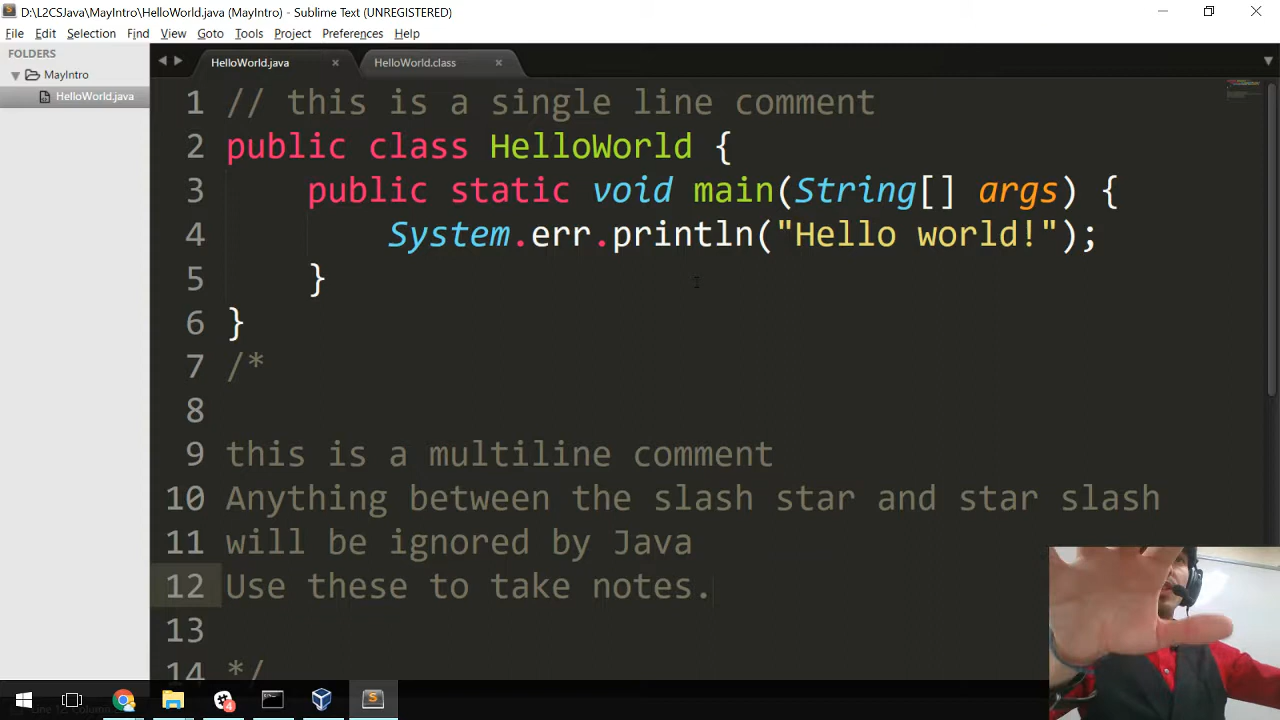 D:\L2CSJava\MayIntro\HelloWorld.java (MayIntro) - Sublime Text (UNREGISTERED)
File Edit Selection Find View Goto Tools Project Preferences Help
FOLDERS
MayIntro
HelloWorld.java
HelloWorld.java HelloWorld.class
1 // this is a single line comment
2 public class HelloWorld {
3 public static void main(String[] args) {
4 System.err.println("Hello world!");
5 }
6 }
7 /*
8
9 this is a multiline comment
10 Anything between the slash star and star slash
11 will be ignored by Java
12 Use these to take notes.
13
14 */
4